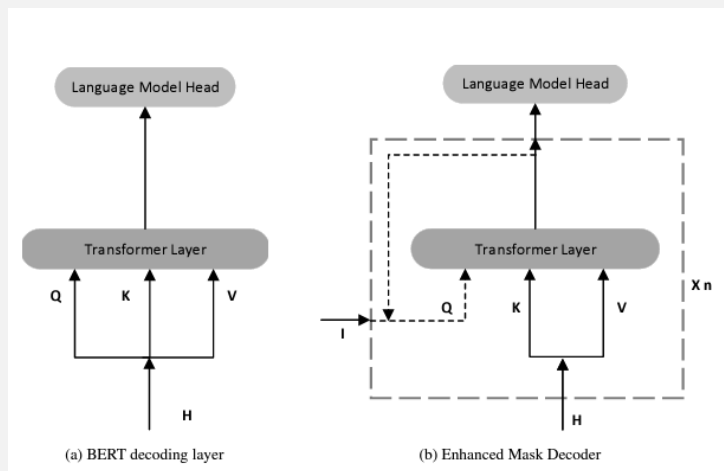 Language Model Head
Transformer Layer
Q
K
V
H
(a) BERT decoding layer
Language Model Head
Transformer Layer
X n
Q
K
V
I
H
(b) Enhanced Mask Decoder